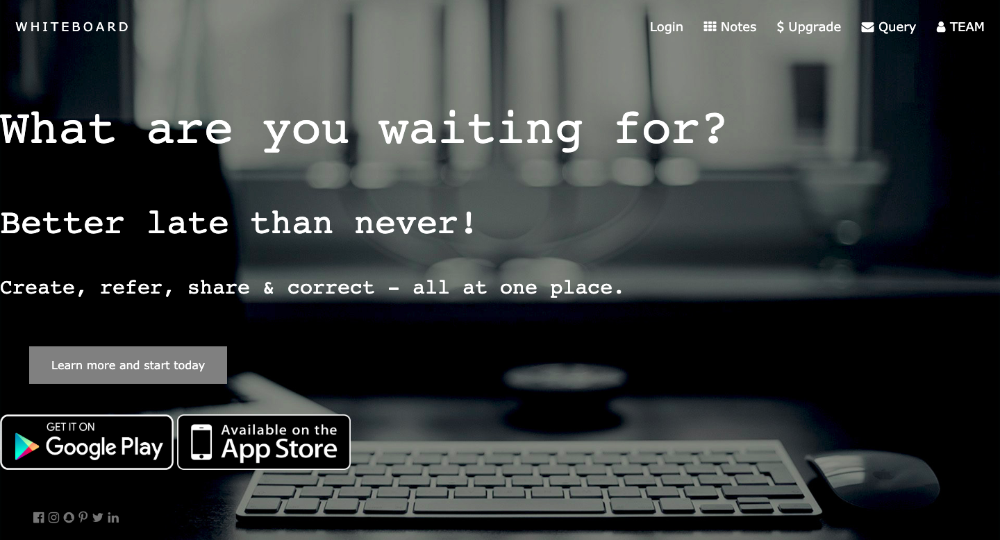 WHITEBOARD
Login Notes $ Upgrade Query TEAM
What are you waiting for?
Better late than never!
Create, refer, share & correct - all at one place.
Learn more and start today
GET IT ON
Google Play
Available on the
App Store